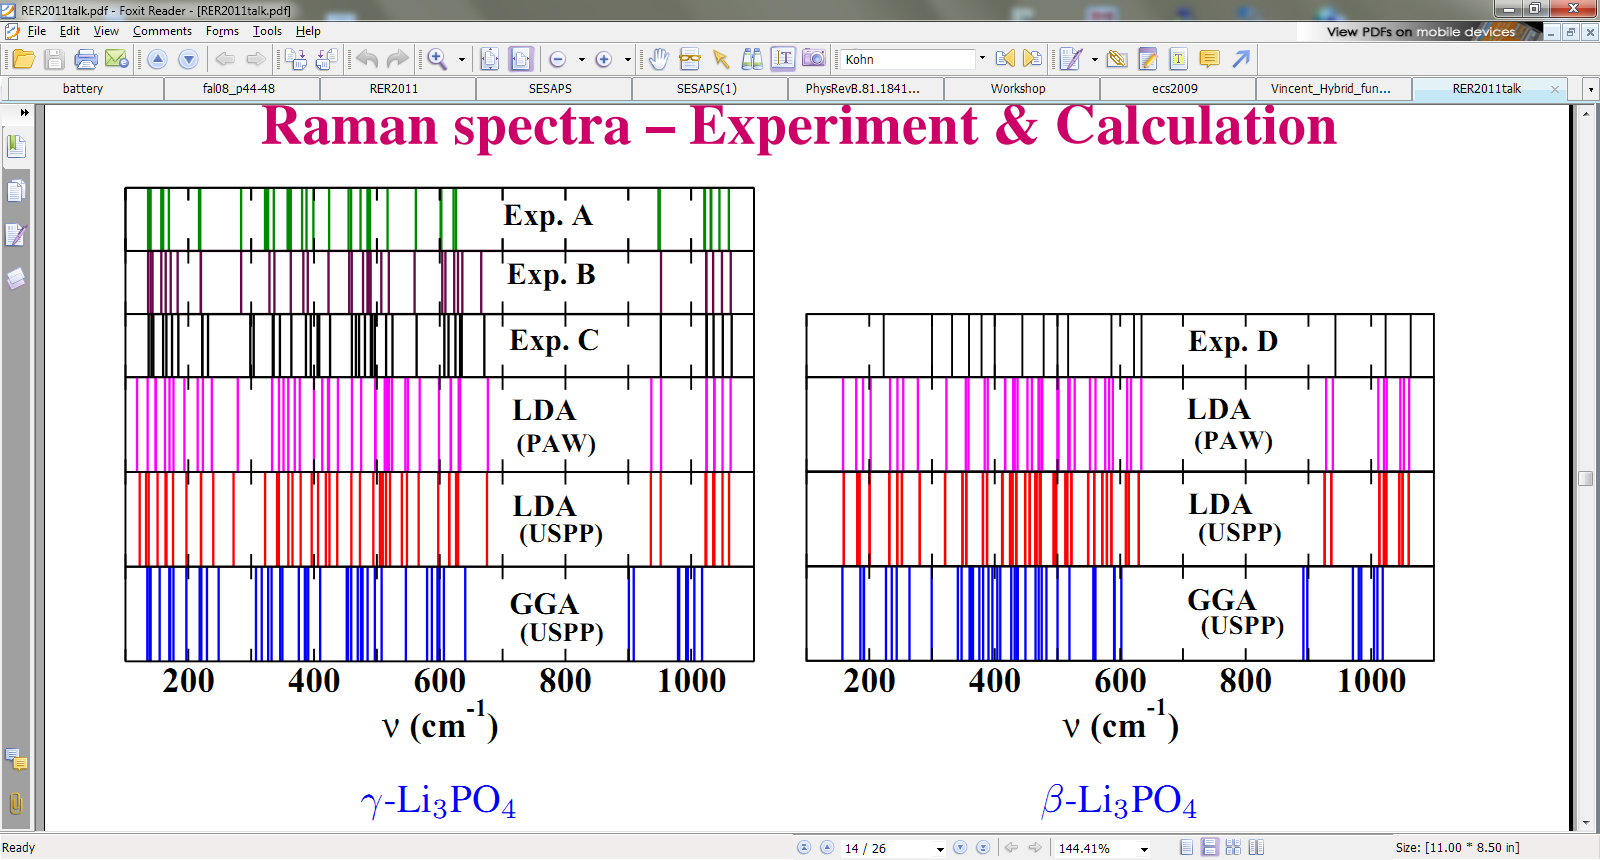 RER2011talk.pdf - Foxit Reader - [RER2011talk.pdf]
File Edit View Comments Forms Tools Help
View PDFs on mobile devices
Kohn
battery fal08_p44-48 RER2011 SESAPS SESAPS(1) PhysRevB.81.1841... Workshop ecs2009 Vincent_Hybrid_fun... RER2011talk
Raman spectra – Experiment & Calculation
Exp. A
Exp. B
Exp. C
LDA
(PAW)
LDA
(USPP)
GGA
(USPP)
200 400 600 800 1000
ν (cm⁻¹)
γ-Li₃PO₄
Exp. D
LDA
(PAW)
LDA
(USPP)
GGA
(USPP)
200 400 600 800 1000
ν (cm⁻¹)
β-Li₃PO₄
Ready
14 / 26
144.41%
Size: [11.00 * 8.50 in]